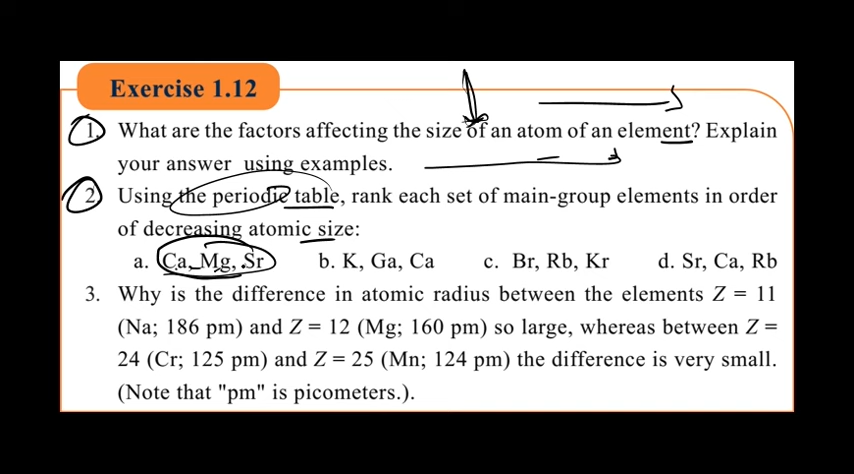 Exercise 1.12
1. What are the factors affecting the size of an atom of an element? Explain
your answer using examples.
2. Using the periodic table, rank each set of main-group elements in order
of decreasing atomic size:
a. Ca, Mg, Sr b. K, Ga, Ca c. Br, Rb, Kr d. Sr, Ca, Rb
3. Why is the difference in atomic radius between the elements Z = 11
(Na; 186 pm) and Z = 12 (Mg; 160 pm) so large, whereas between Z =
24 (Cr; 125 pm) and Z = 25 (Mn; 124 pm) the difference is very small.
(Note that "pm" is picometers.).